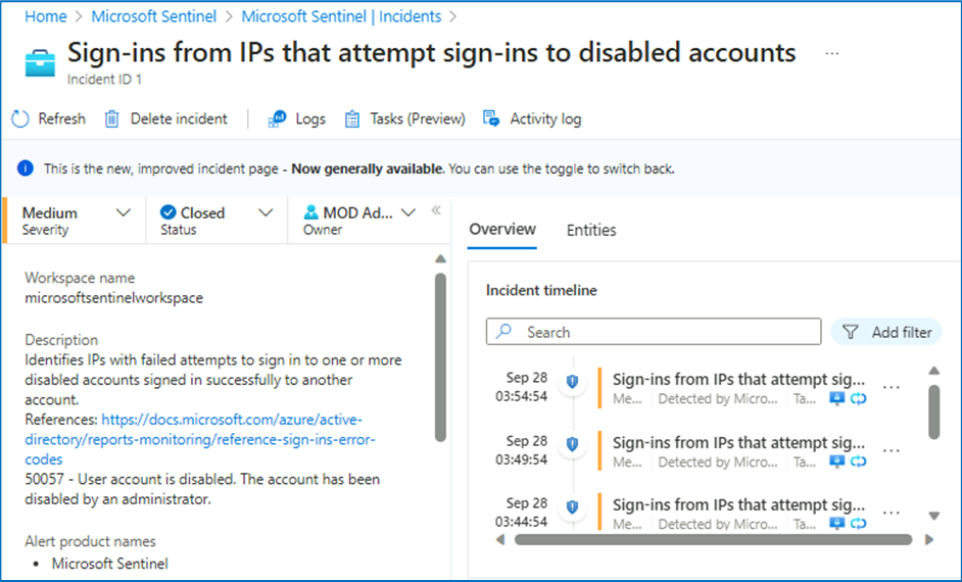 Home > Microsoft Sentinel > Microsoft Sentinel | Incidents >
Sign-ins from IPs that attempt sign-ins to disabled accounts ...
Incident ID 1
Refresh Delete incident Logs Tasks (Preview) Activity log
This is the new, improved incident page - Now generally available. You can use the toggle to switch back.
Medium
Severity
Closed
Status
MOD Ad...
Owner
Workspace name
microsoftsentinelworkspace
Description
Identifies IPs with failed attempts to sign in to one or more
disabled accounts signed in successfully to another
account.
References: https://docs.microsoft.com/azure/active-
directory/reports-monitoring/reference-sign-ins-error-
codes
50057 - User account is disabled. The account has been
disabled by an administrator.
Alert product names
• Microsoft Sentinel
Overview Entities
Incident timeline
Search
Add filter
Sep 28
03:54:54
Sign-ins from IPs that attempt sig... ...
Me... Detected by Micro... Ta...
Sep 28
03:49:54
Sign-ins from IPs that attempt sig... ...
Me... Detected by Micro... Ta...
Sep 28
03:44:54
Sign-ins from IPs that attempt sig... ...
Me... Detected by Micro... Ta...